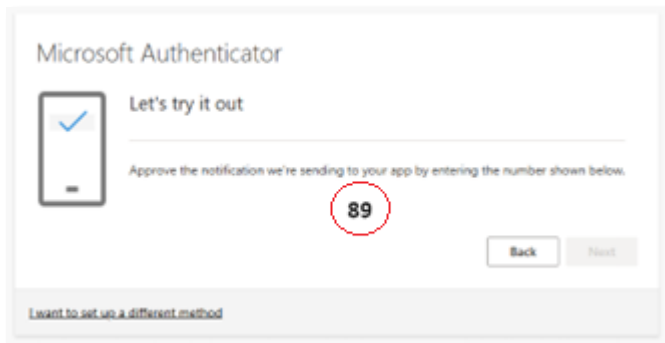 Microsoft Authenticator
Let's try it out
Approve the notification we're sending to your app by entering the number shown below.
89
Back
Next
I want to set up a different method